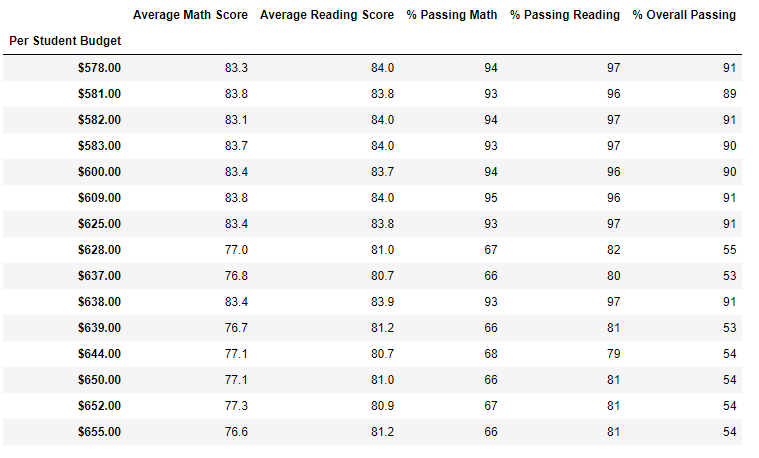 Average Math Score Average Reading Score % Passing Math % Passing Reading % Overall Passing
Per Student Budget
$578.00 83.3 84.0 94 97 91
$581.00 83.8 83.8 93 96 89
$582.00 83.1 84.0 94 97 91
$583.00 83.7 84.0 93 97 90
$600.00 83.4 83.7 94 96 90
$609.00 83.8 84.0 95 96 91
$625.00 83.4 83.8 93 97 91
$628.00 77.0 81.0 67 82 55
$637.00 76.8 80.7 66 80 53
$638.00 83.4 83.9 93 97 91
$639.00 76.7 81.2 66 81 53
$644.00 77.1 80.7 68 79 54
$650.00 77.1 81.0 66 81 54
$652.00 77.3 80.9 67 81 54
$655.00 76.6 81.2 66 81 54